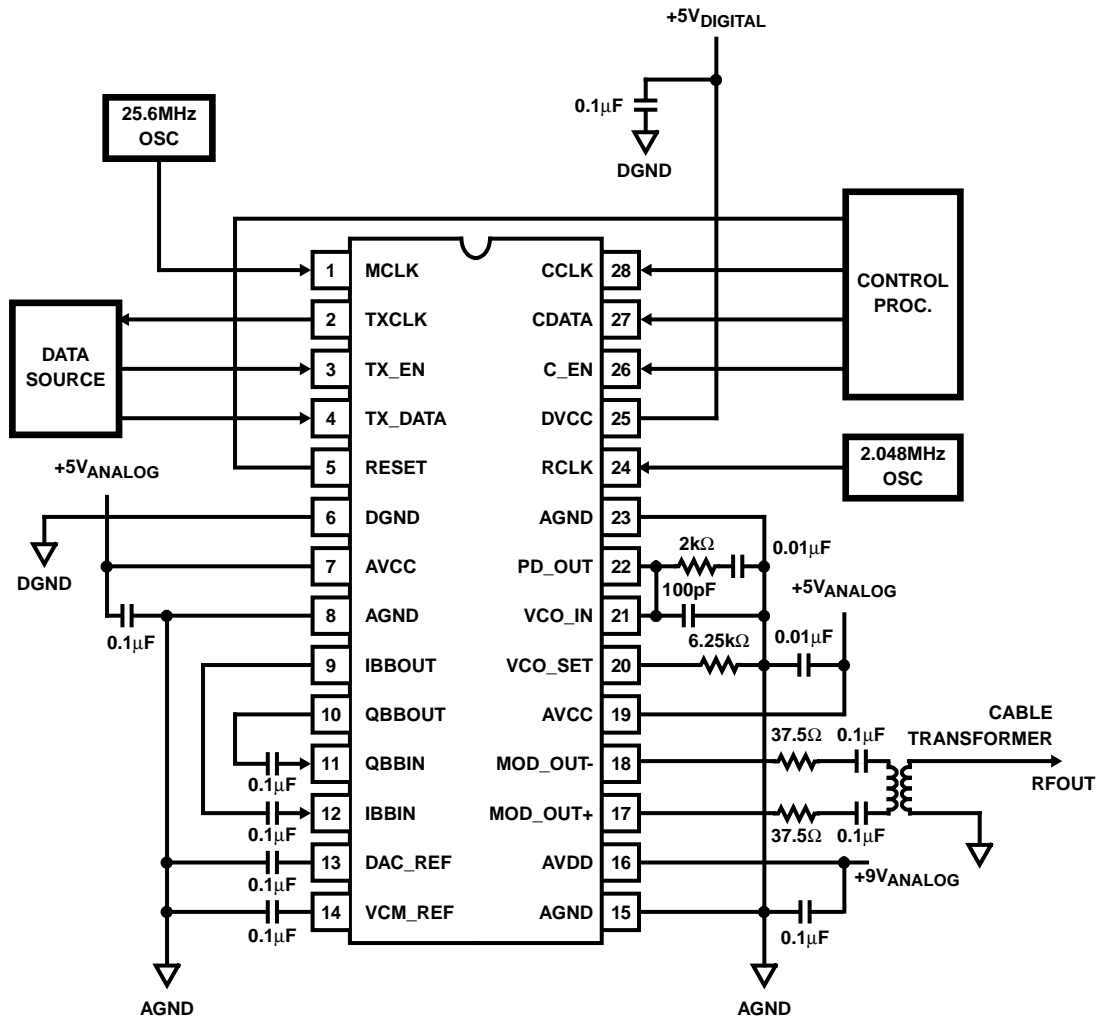 +5VDIGITAL
0.1μF
DGND
25.6MHz
OSC
CONTROL
PROC.
DATA
SOURCE
2.048MHz
OSC
+5VANALOG
DGND
0.1μF
1 MCLK CCLK 28
2 TXCLK CDATA 27
3 TX_EN C_EN 26
4 TX_DATA DVCC 25
5 RESET RCLK 24
6 DGND AGND 23
7 AVCC PD_OUT 22
8 AGND VCO_IN 21
9 IBBOUT VCO_SET 20
10 QBBOUT AVCC 19
11 QBBIN MOD_OUT- 18
12 IBBIN MOD_OUT+ 17
13 DAC_REF AVDD 16
14 VCM_REF AGND 15
0.1μF
0.1μF
0.1μF
0.1μF
AGND
2kΩ
0.01μF
100pF
+5VANALOG
6.25kΩ
0.01μF
37.5Ω
0.1μF
CABLE
TRANSFORMER
RFOUT
37.5Ω
0.1μF
+9VANALOG
0.1μF
AGND